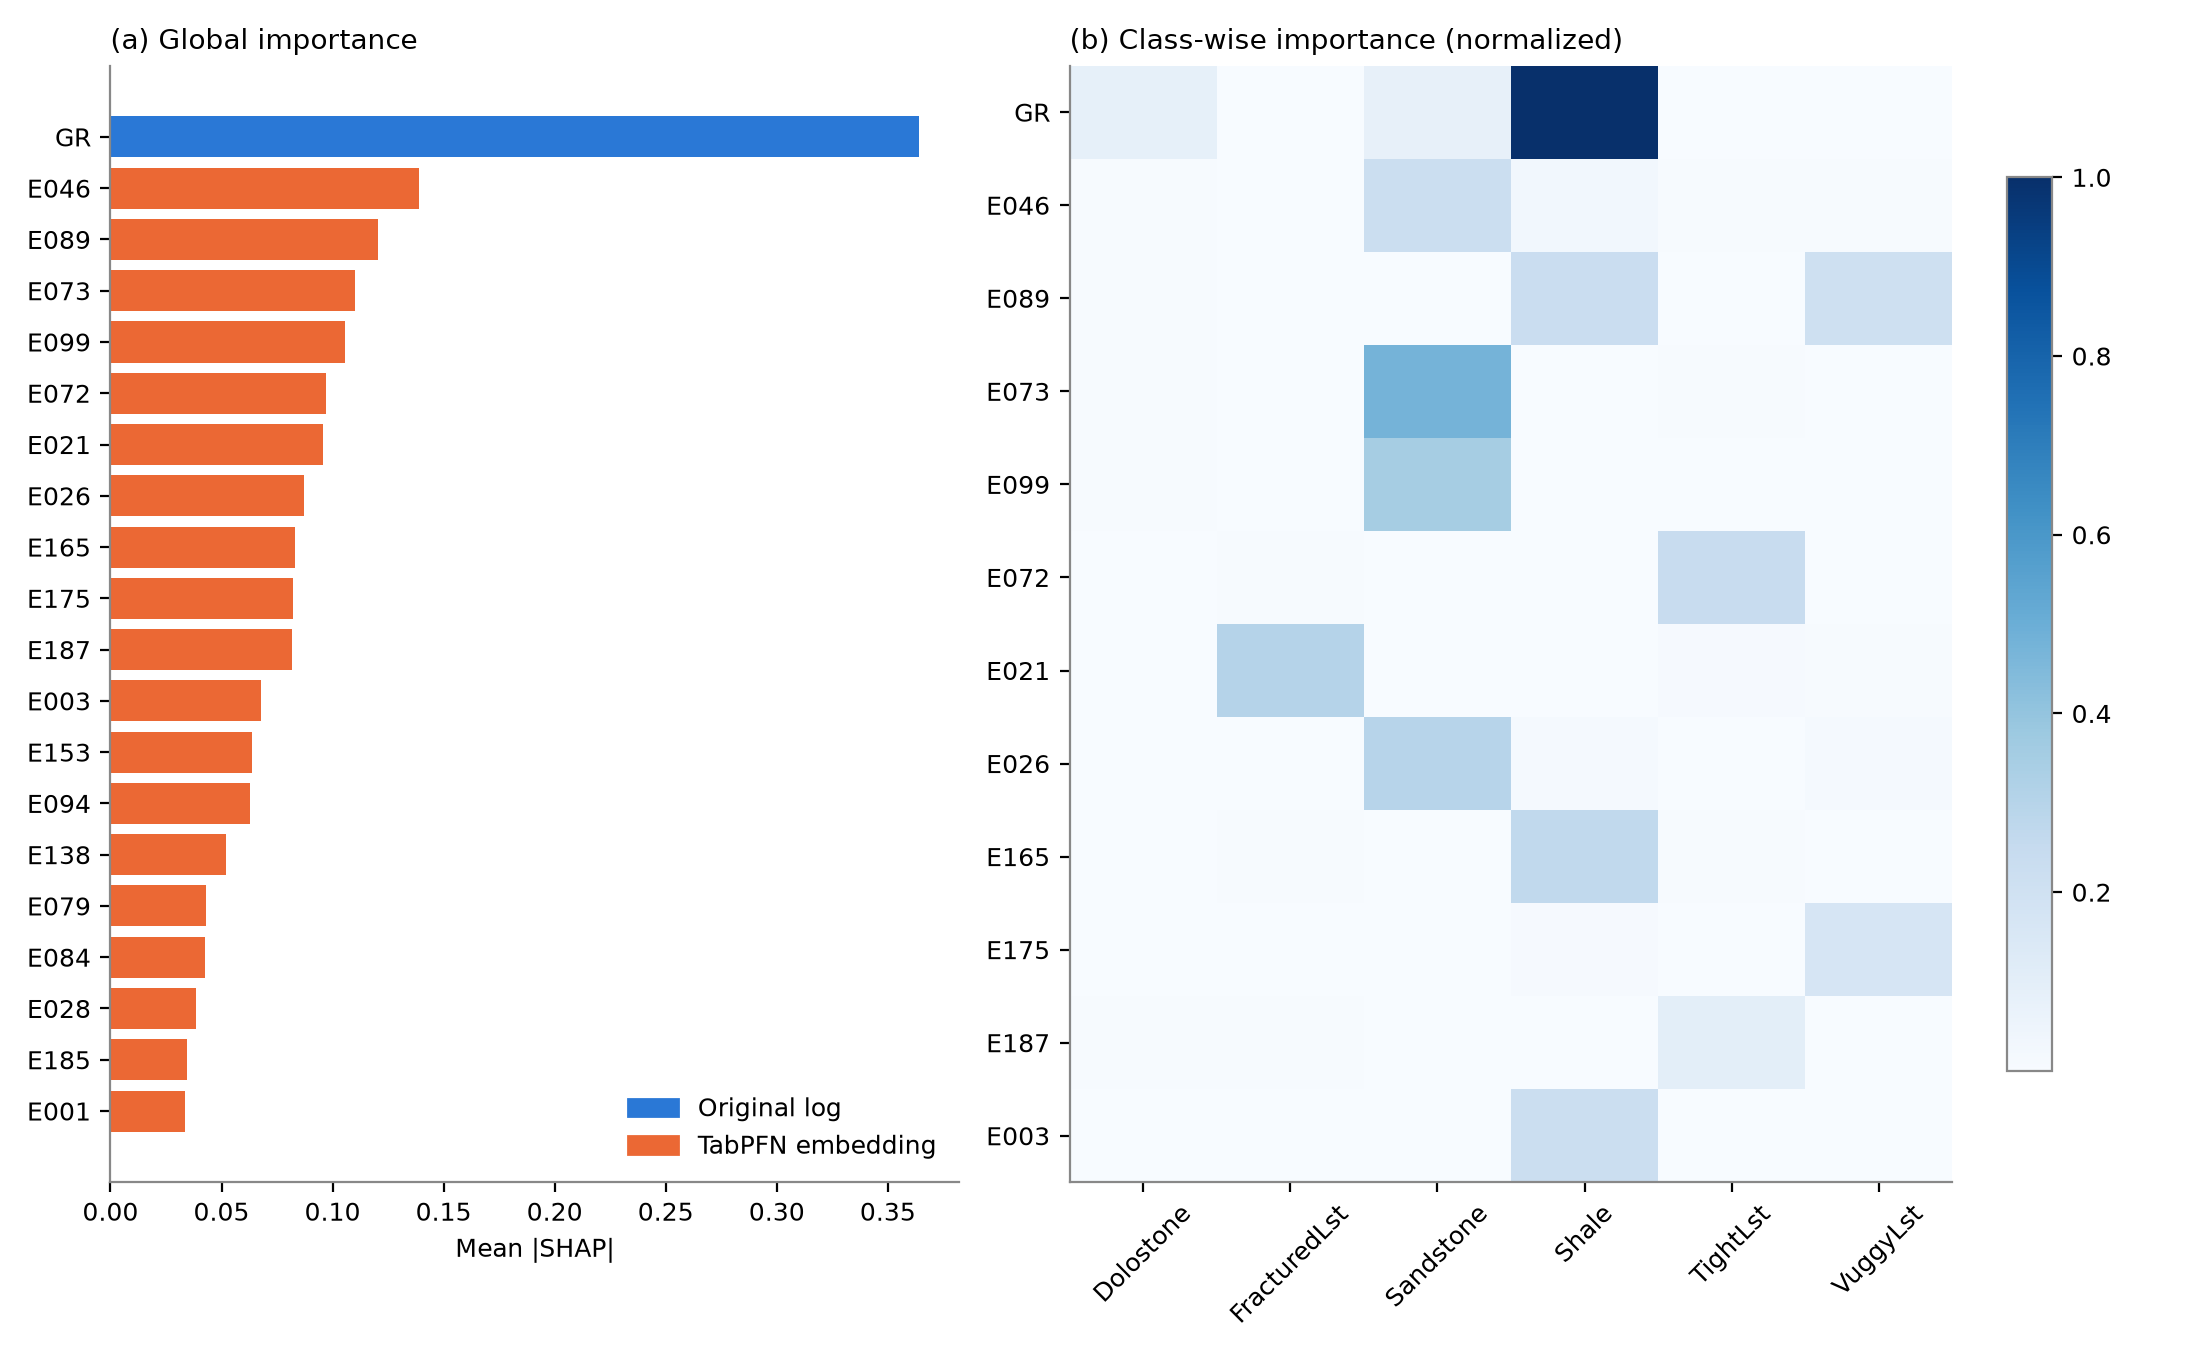 (a) Global importance
GR
E046
E089
E073
E099
E072
E021
E026
E165
E175
E187
E003
E153
E094
E138
E079
E084
E028
E185
E001
Original log
TabPFN embedding
0.00 0.05 0.10 0.15 0.20 0.25 0.30 0.35
Mean |SHAP|
(b) Class-wise importance (normalized)
GR
E046
E089
E073
E099
E072
E021
E026
E165
E175
E187
E003
Dolostone FracturedLst Sandstone Shale TightLst VuggyLst
1.0
0.8
0.6
0.4
0.2